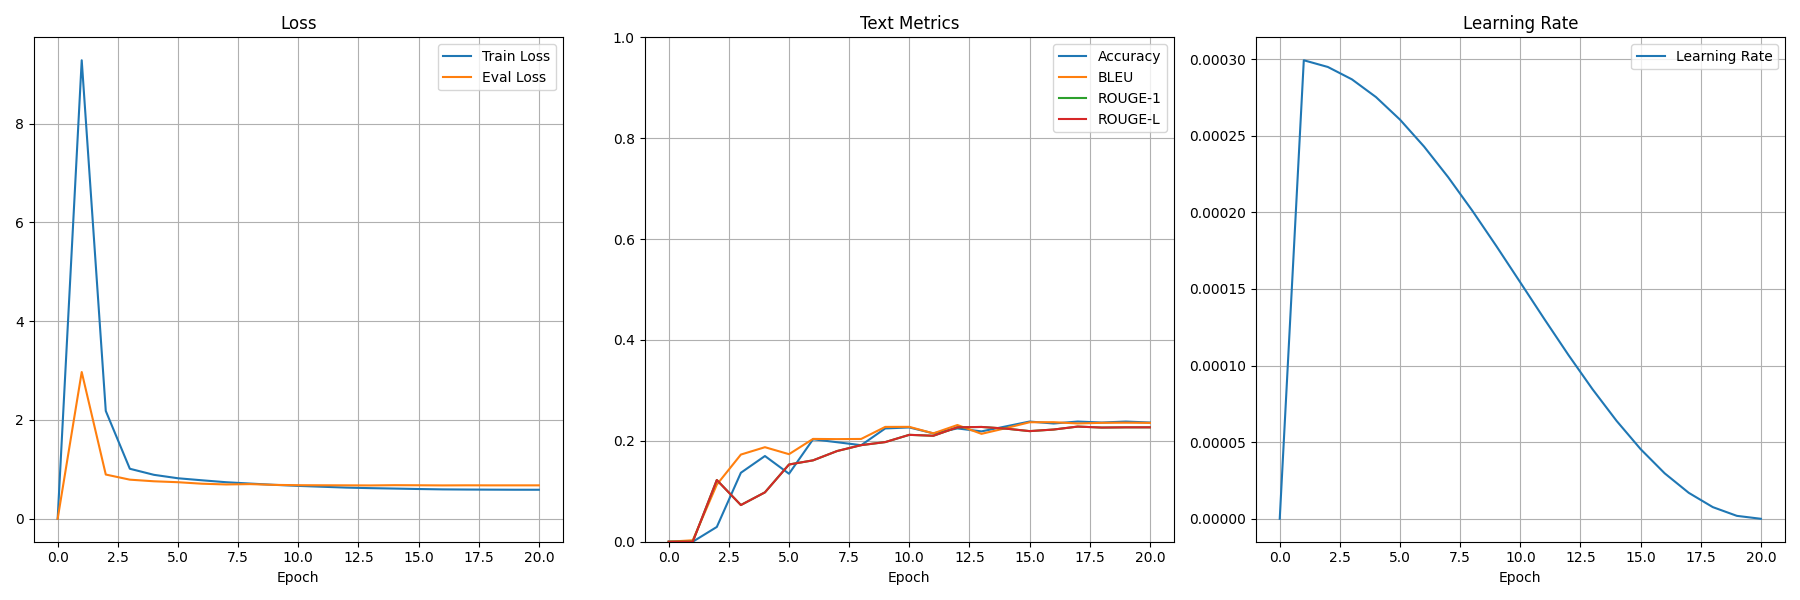 Loss
Train Loss
Eval Loss
8
6
4
2
0
0.0 2.5 5.0 7.5 10.0 12.5 15.0 17.5 20.0
Epoch
Text Metrics
Accuracy
BLEU
ROUGE-1
ROUGE-L
1.0
0.8
0.6
0.4
0.2
0.0
0.0 2.5 5.0 7.5 10.0 12.5 15.0 17.5 20.0
Epoch
Learning Rate
Learning Rate
0.00030
0.00025
0.00020
0.00015
0.00010
0.00005
0.00000
0.0 2.5 5.0 7.5 10.0 12.5 15.0 17.5 20.0
Epoch